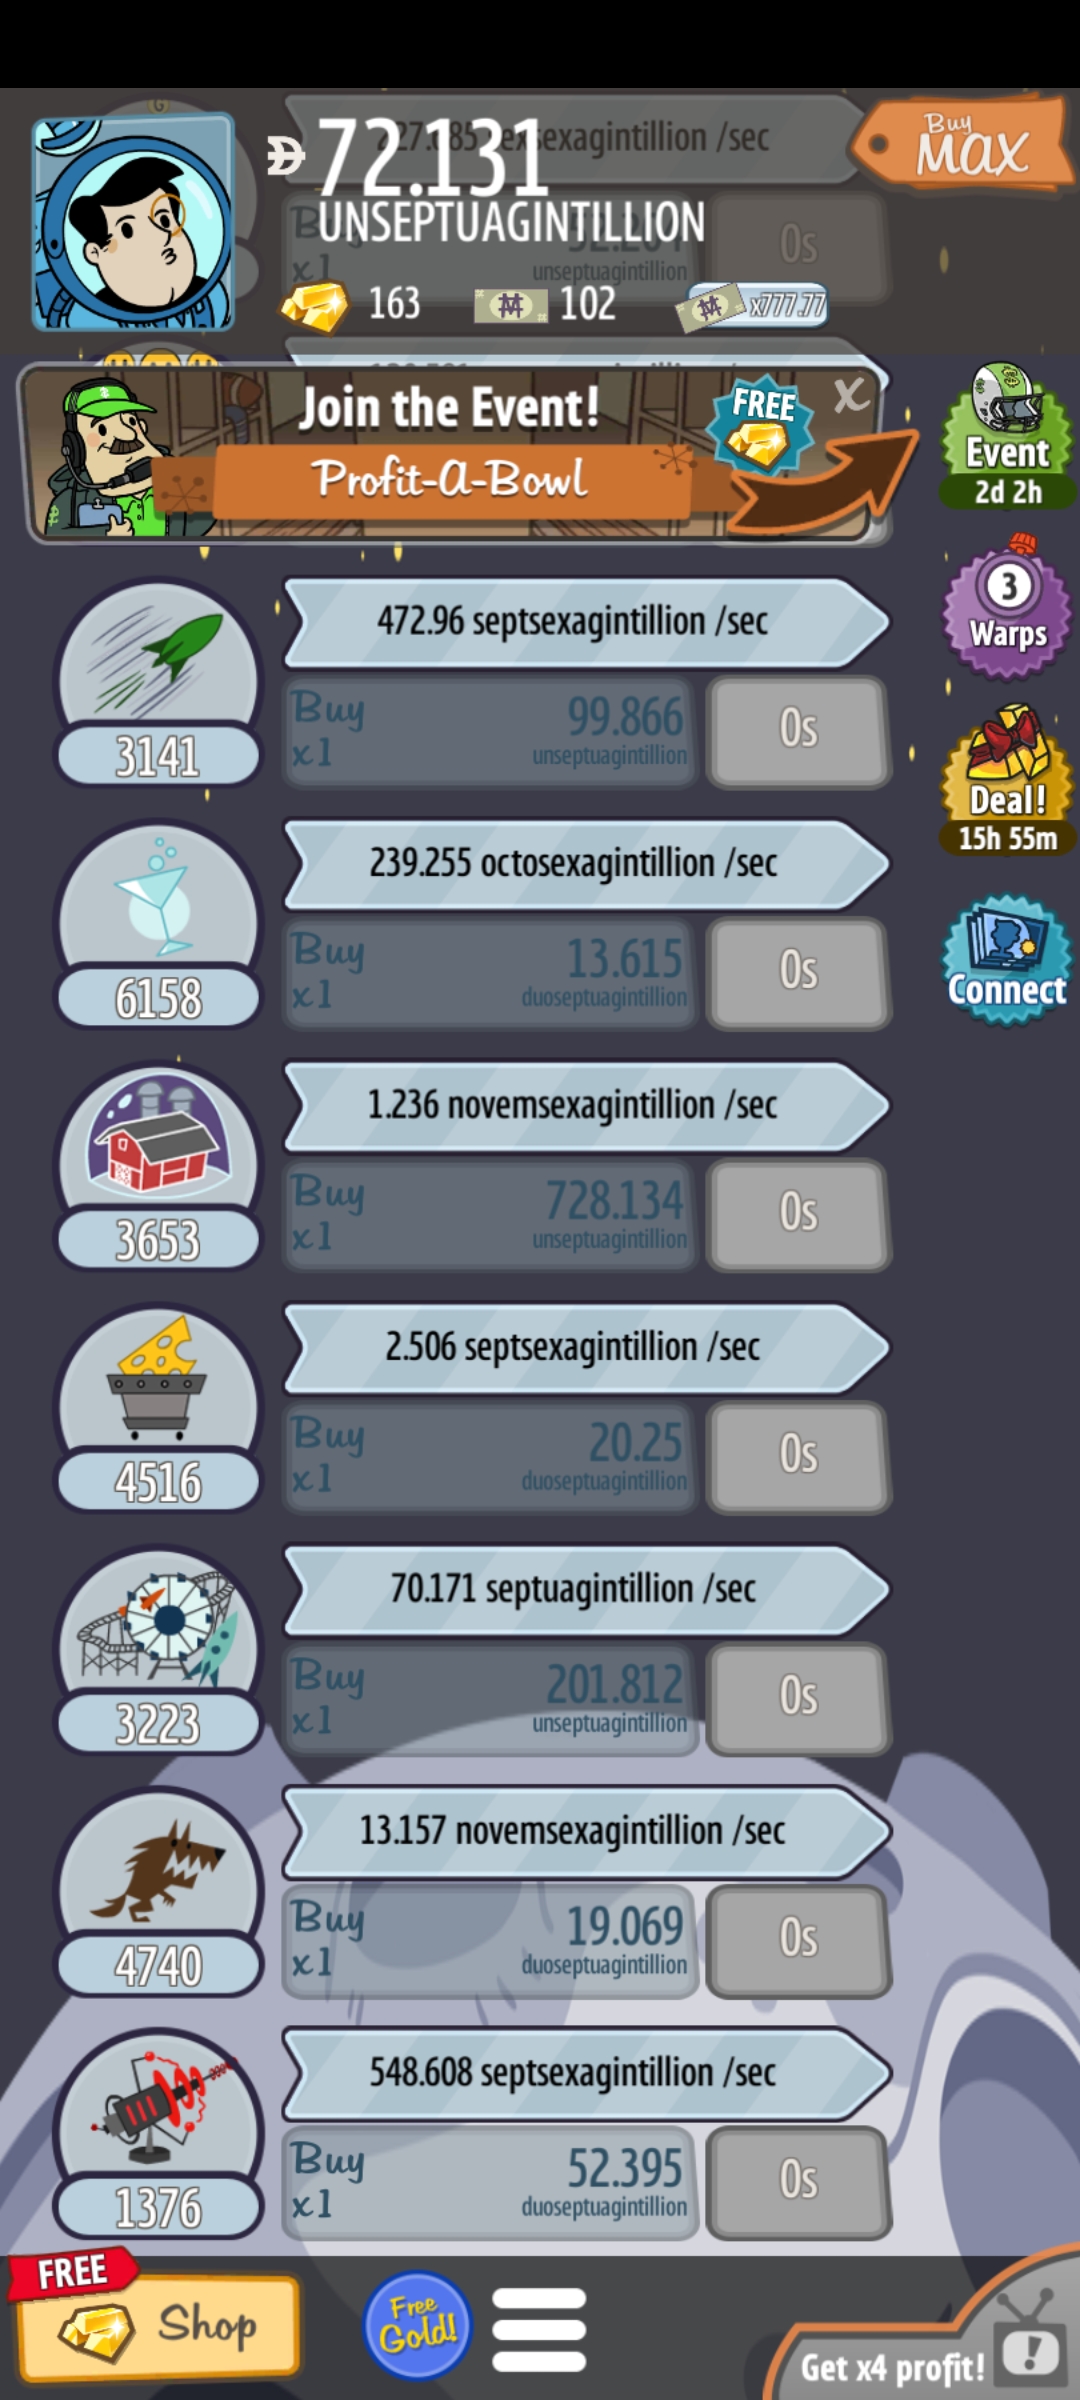 Buy
MAX
72.131
UNSEPTUAGINTILLION
unseptuagintillion
0s
163
102
x777.77
Join the Event!
FREE
X
Profit-A-Bowl
Event
2d 2h
472.96 septsexagintillion /sec
Buy
x1
99.866
unseptuagintillion
0s
3141
3
Warps
Deal!
15h 55m
239.255 octosexagintillion /sec
Buy
x1
13.615
duoseptuagintillion
0s
6158
Connect
1.236 novemsexagintillion /sec
Buy
x1
728.134
unseptuagintillion
0s
3653
2.506 septsexagintillion /sec
Buy
x1
20.25
duoseptuagintillion
0s
4516
70.171 septuagintillion /sec
Buy
x1
201.812
unseptuagintillion
0s
3223
13.157 novemsexagintillion /sec
Buy
x1
19.069
duoseptuagintillion
0s
4740
548.608 septsexagintillion /sec
Buy
x1
52.395
duoseptuagintillion
0s
1376
FREE
Shop
Free
Gold!
Get x4 profit!